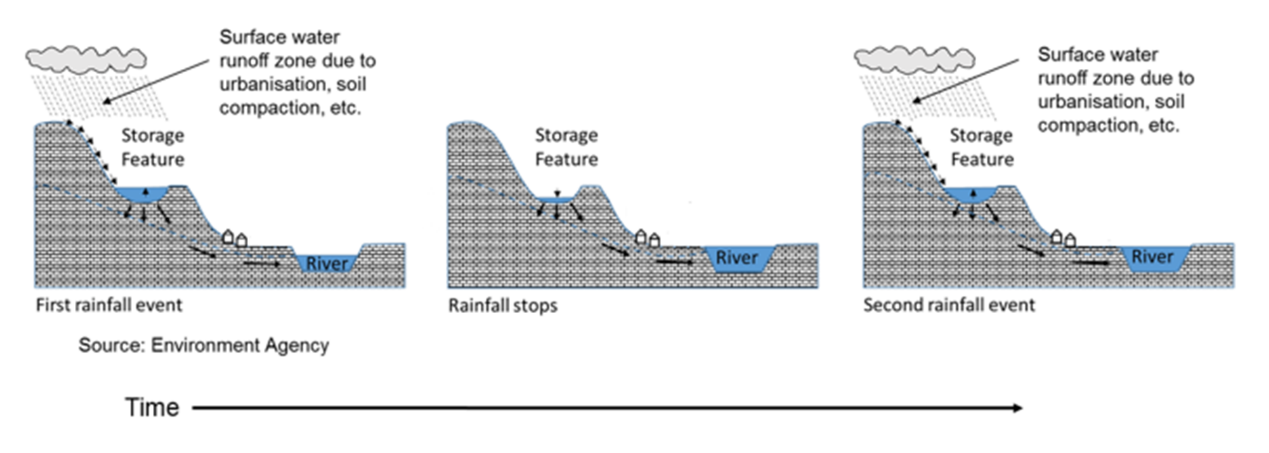 Surface water
runoff zone due to
urbanisation, soil
compaction, etc.
Storage
Feature
River
First rainfall event
Storage
Feature
River
Rainfall stops
Surface water
runoff zone due to
urbanisation, soil
compaction, etc.
Storage
Feature
River
Second rainfall event
Source: Environment Agency
Time